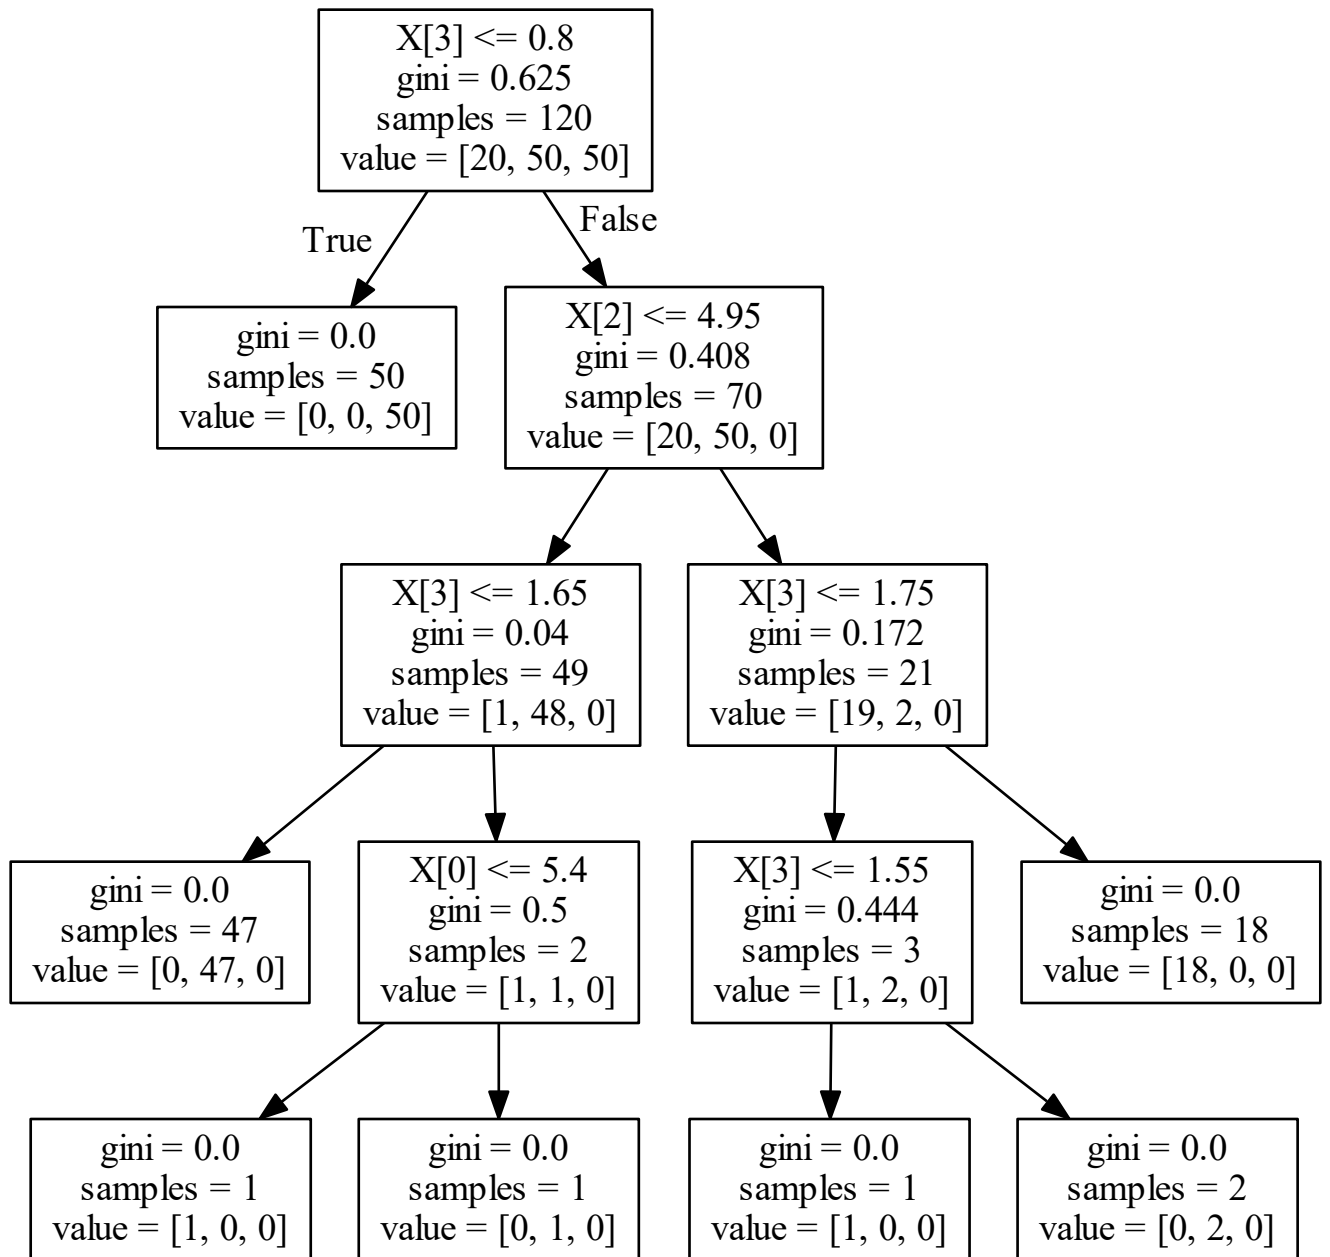 X[3] <= 0.8
gini = 0.625
samples = 120
value = [20, 50, 50]
True
False
gini = 0.0
samples = 50
value = [0, 0, 50]
X[2] <= 4.95
gini = 0.408
samples = 70
value = [20, 50, 0]
X[3] <= 1.65
gini = 0.04
samples = 49
value = [1, 48, 0]
X[3] <= 1.75
gini = 0.172
samples = 21
value = [19, 2, 0]
gini = 0.0
samples = 47
value = [0, 47, 0]
X[0] <= 5.4
gini = 0.5
samples = 2
value = [1, 1, 0]
X[3] <= 1.55
gini = 0.444
samples = 3
value = [1, 2, 0]
gini = 0.0
samples = 18
value = [18, 0, 0]
gini = 0.0
samples = 1
value = [1, 0, 0]
gini = 0.0
samples = 1
value = [0, 1, 0]
gini = 0.0
samples = 1
value = [1, 0, 0]
gini = 0.0
samples = 2
value = [0, 2, 0]